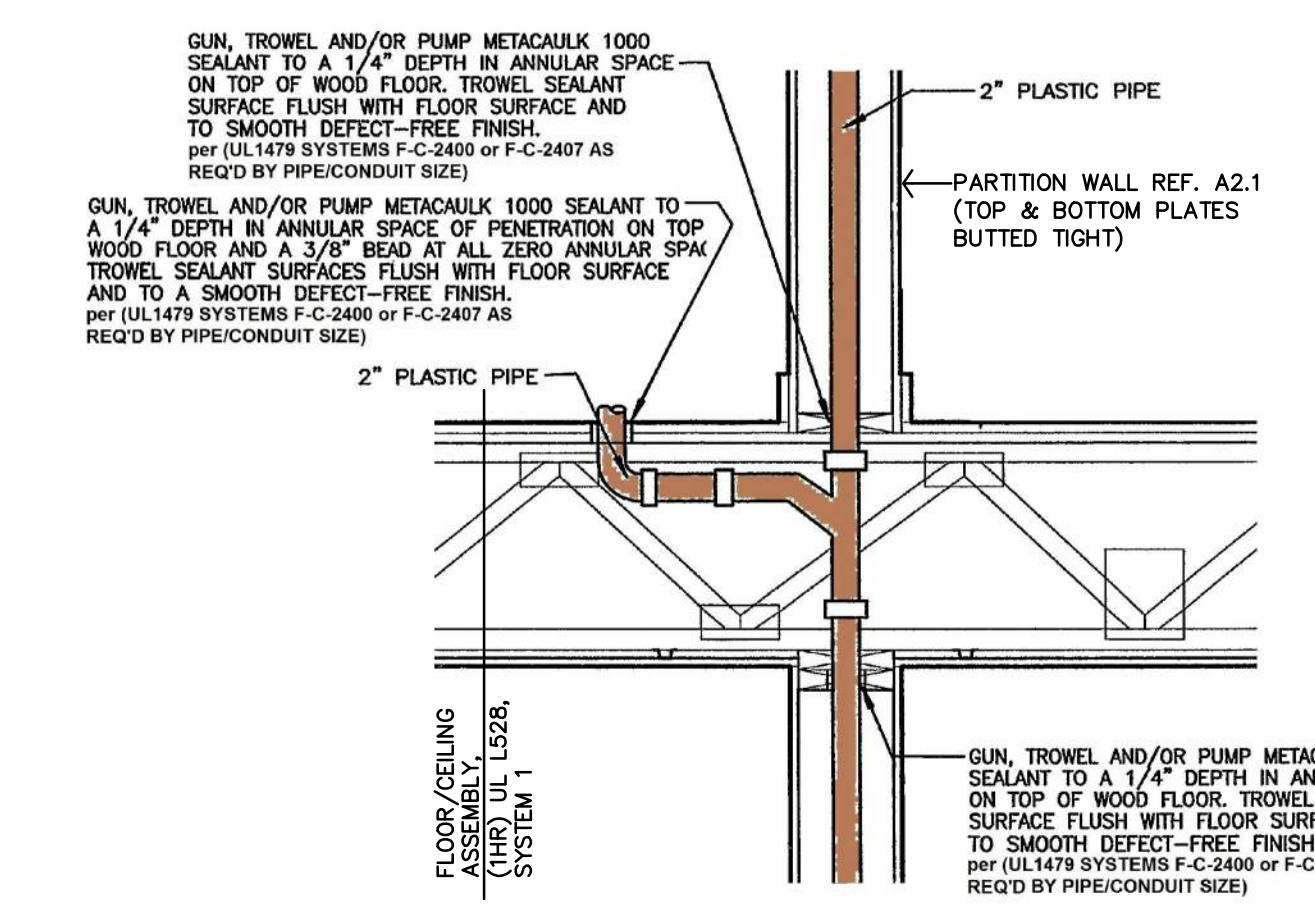 GUN, TROWEL AND/OR PUMP METACAULK 1000
SEALANT TO A 1/4" DEPTH IN ANNULAR SPACE
ON TOP OF WOOD FLOOR. TROWEL SEALANT
SURFACE FLUSH WITH FLOOR SURFACE AND
TO SMOOTH DEFECT-FREE FINISH.
per (UL1479 SYSTEMS F-C-2400 or F-C-2407 AS
REQ'D BY PIPE/CONDUIT SIZE)
2" PLASTIC PIPE
PARTITION WALL REF. A2.1
(TOP & BOTTOM PLATES
BUTTED TIGHT)
GUN, TROWEL AND/OR PUMP METACAULK 1000 SEALANT TO
A 1/4" DEPTH IN ANNULAR SPACE OF PENETRATION ON TOP
WOOD FLOOR AND A 3/8" BEAD AT ALL ZERO ANNULAR
TROWEL SEALANT SURFACES FLUSH WITH FLOOR SURFACE
AND TO A SMOOTH DEFECT-FREE FINISH.
per (UL1479 SYSTEMS F-C-2400 or F-C-2407 AS
REQ'D BY PIPE/CONDUIT SIZE)
2" PLASTIC PIPE
FLOOR/CEILING
ASSEMBLY,
(1HR) UL L528,
SYSTEM 1
GUN, TROWEL AND/OR PUMP
SEALANT TO A 1/4" DEPTH IN
ON TOP OF WOOD FLOOR. TROWEL
SURFACE FLUSH WITH FLOOR
TO SMOOTH DEFECT-FREE FINISH
per (UL1479 SYSTEMS F-C-2400 or
REQ'D BY PIPE/CONDUIT SIZE)